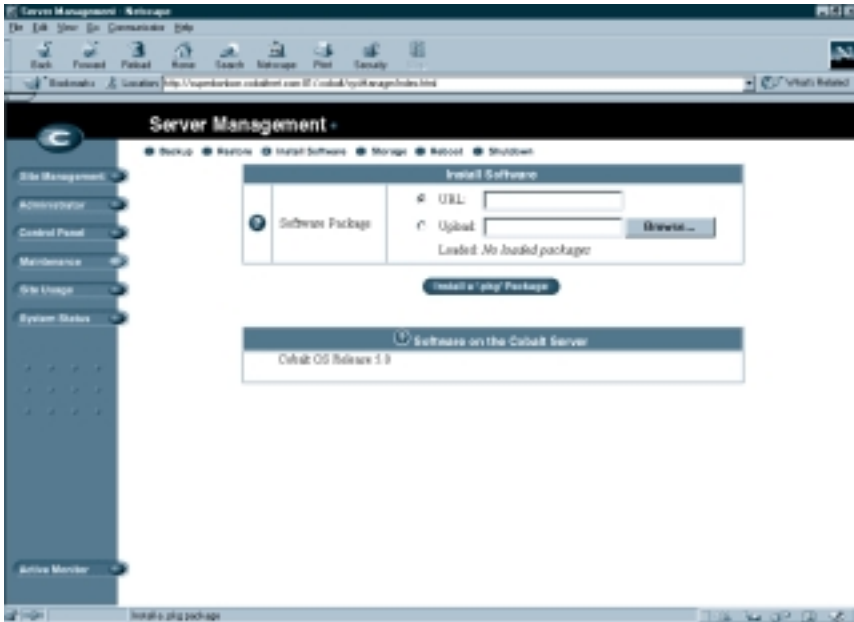 Server Management - Netscape
File Edit View Go Communicator Help
Back Forward Reload Home Search Netscape Print Security
Bookmarks Location: What's Related
C
Server Management
Backup Restore Install Software Storage Reboot Shutdown
Site Management
Administrator
Control Panel
Maintenance
Site Usage
System Status
Active Monitor
Install Software
Software Package
URL:
Upload: Browse...
Loaded: No loaded packages
Install a '.pkg' Package
Software on the Cobalt Server
Cobalt OS Release 5.0
Install a .pkg package